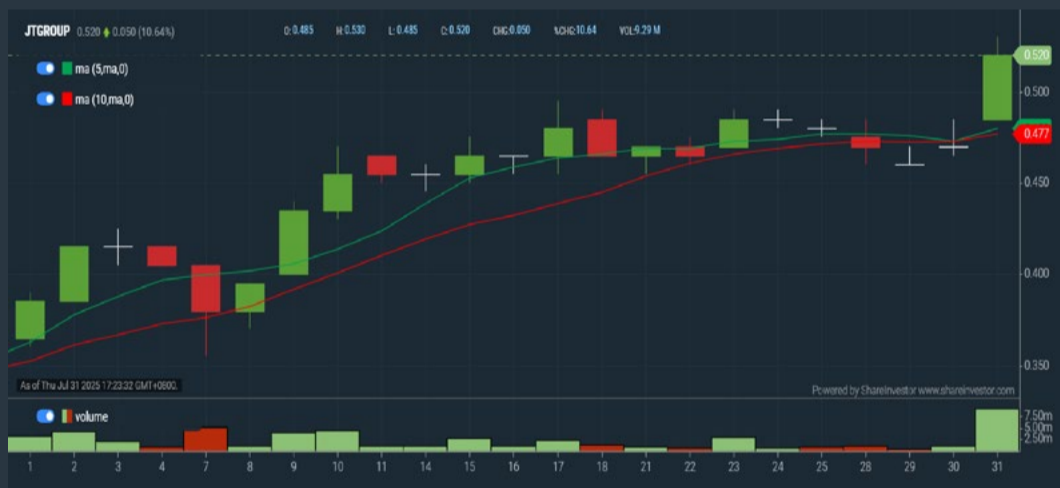 JTGROUP 0.520 0.050 (10.64%) O: 0.485 H: 0.530 L: 0.485 C: 0.520 CHG:0.050 %CHG:10.64 VOL:9.29 M
ma (5,ma,0)
ma (10,ma,0)
0.520
0.500
0.477
0.450
0.400
0.350
As of Thu Jul 31 2025 17:23:32 GMT+0800.
Powered by ShareInvestor www.shareinvestor.com
volume
7.50m
5.00m
2.50m
1 2 3 4 7 8 9 10 11 14 15 16 17 18 21 22 23 24 25 28 29 30 31